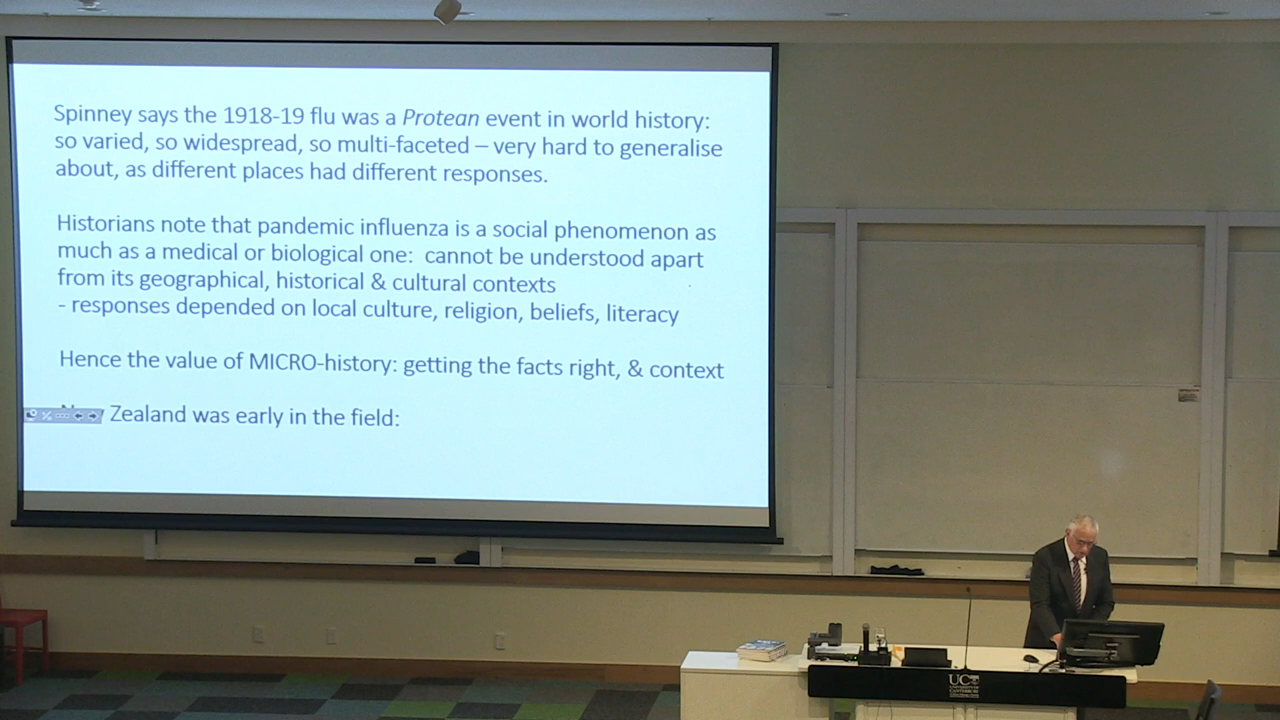 Spinney says the 1918-19 flu was a Protean event in world history:
so varied, so widespread, so multi-faceted – very hard to generalise
about, as different places had different responses.
Historians note that pandemic influenza is a social phenomenon as
much as a medical or biological one:  cannot be understood apart
from its geographical, historical & cultural contexts
- responses depended on local culture, religion, beliefs, literacy
Hence the value of MICRO-history: getting the facts right, & context
Zealand was early in the field:
UC
UNIVERSITY OF
CANTERBURY